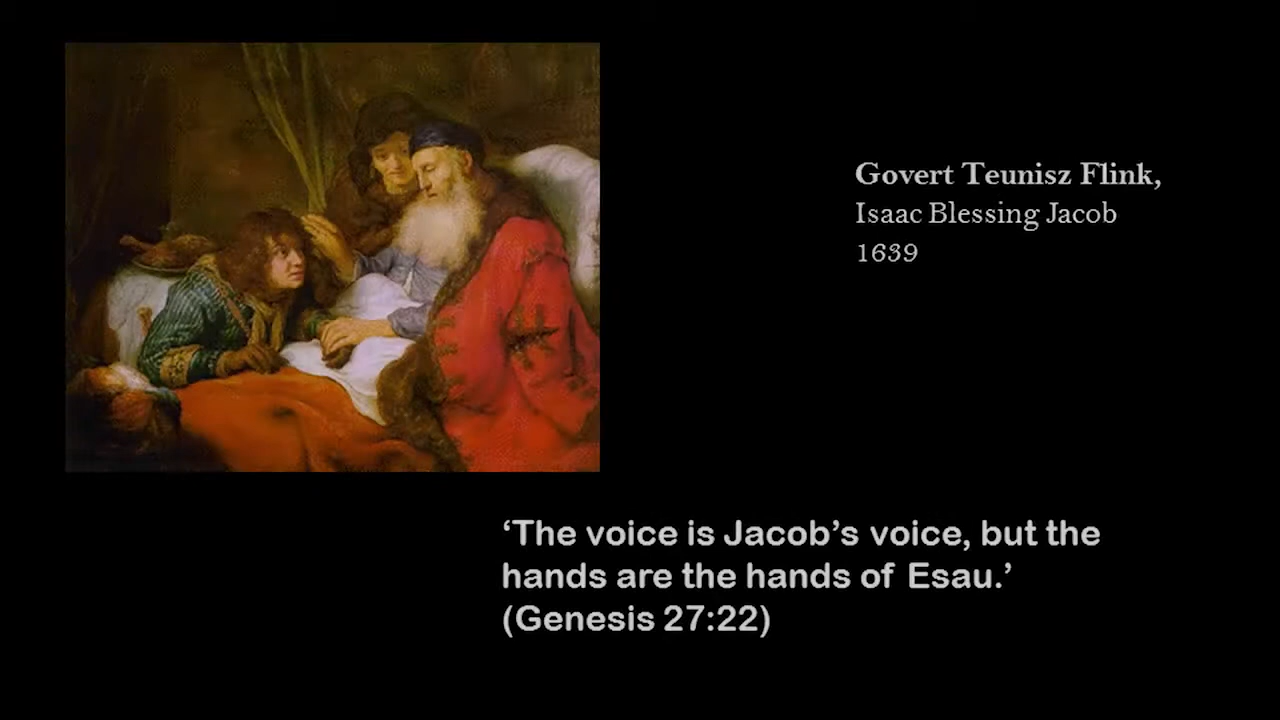 Govert Teunisz Flink,
Isaac Blessing Jacob
1639
‘The voice is Jacob’s voice, but the
hands are the hands of Esau.’
(Genesis 27:22)